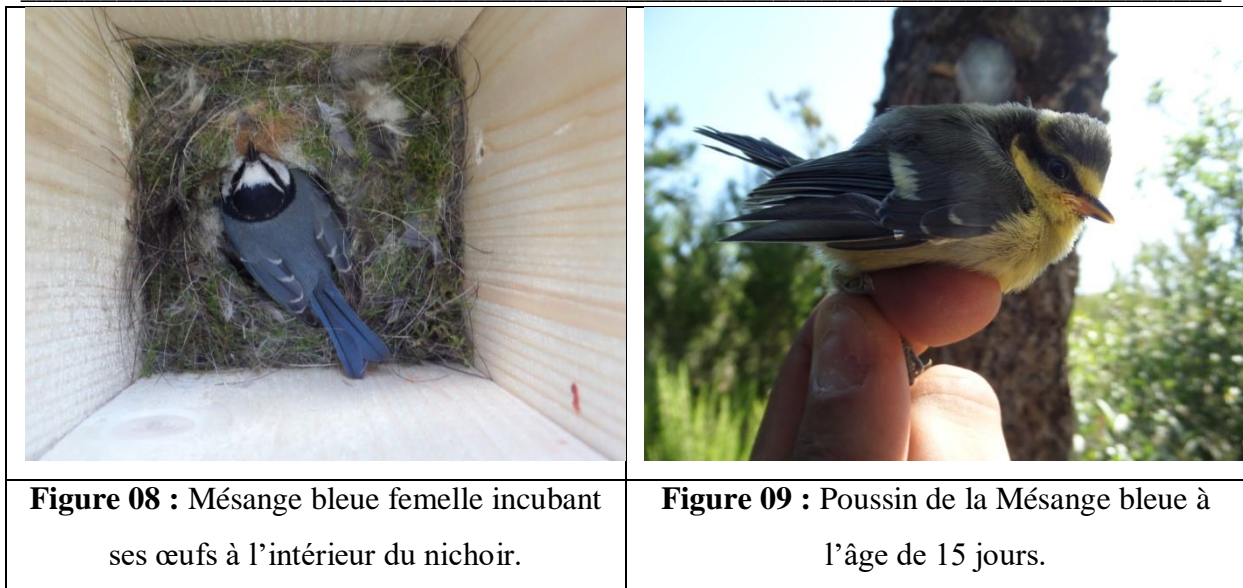 Figure 08 : Mésange bleue femelle incubant
ses œufs à l’intérieur du nichoir.
Figure 09 : Poussin de la Mésange bleue à
l’âge de 15 jours.